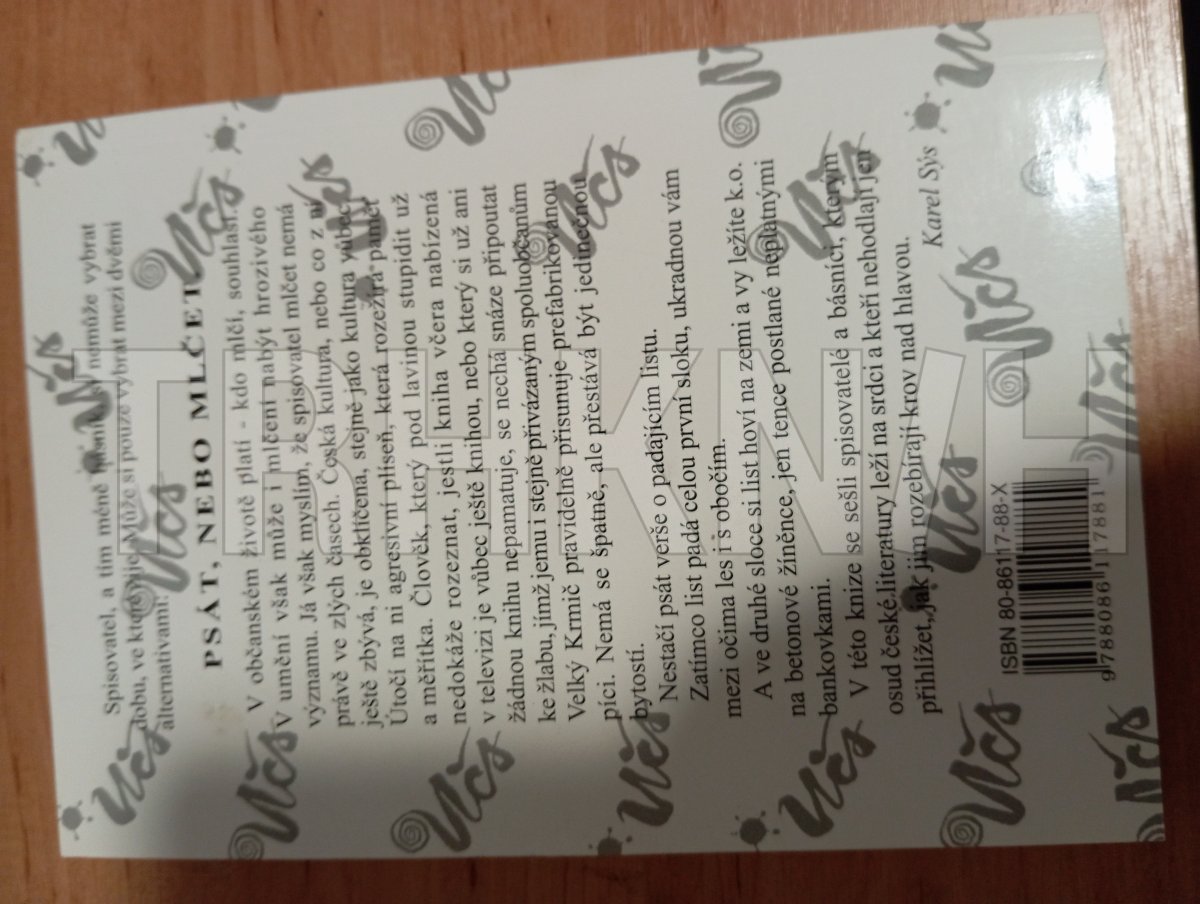 Spisovatel, a tím méně básník, si nemůže vybrat
dobu, ve které žije. Může si pouze vybrat mezi dvěmi
alternativami:
PSÁT, NEBO MLČET.
V občanském životě platí - kdo mlčí, souhlasí.
V umění však může i mlčení nabýt hrozivého
významu. Já však myslím, že spisovatel mlčet nemá
právě ve zlých časech. Česká kultura, nebo co z ní
ještě zbývá, je obklíčena, stejně jako kultura vůbec.
Útočí na ni agresivní plíseň, která rozežírá paměť
a měřítka. Člověk, který pod lavinou stupidit už
nedokáže rozeznat, jestli kniha včera nabízená
v televizi je vůbec ještě knihou, nebo který si už ani
žádnou knihu nepamatuje, se nechá snáze připoutat
ke žlabu, jímž jemu i stejně přivázaným spoluobčanům
Velký Krmič pravidelně přisunuje prefabrikovanou
píci. Nemá se špatně, ale přestává být jedinečnou
bytostí.
Nestačí psát verše o padajícím listu.
Zatímco list padá celou první sloku, ukradnou vám
mezi očima les i s obočím.
A ve druhé sloce si list hoví na zemi a vy ležíte k.o.
na betonové žíněnce, jen tence postlané neplatnými
bankovkami.
V této knize se sešli spisovatelé a básníci, kterým
osud české literatury leží na srdci a kteří nehodlají jen
přihlížet, jak jim rozebírají krov nad hlavou.
Karel Sýs
ISBN 80-86117-88-X
9788086117881